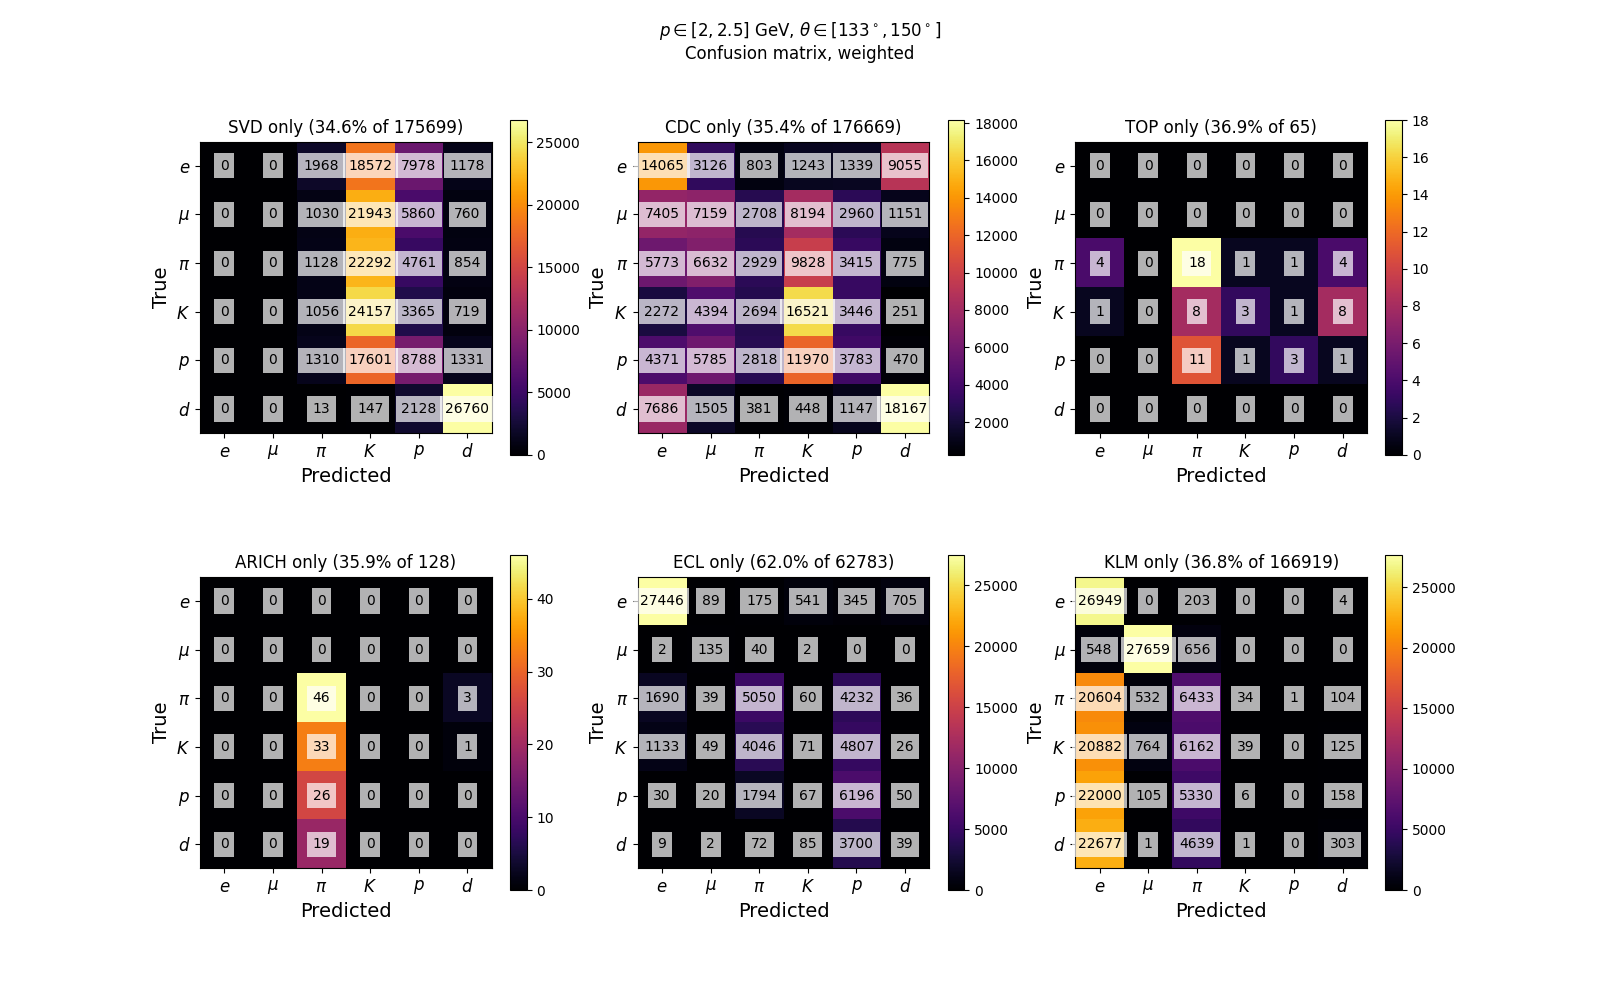 p ∈ [2, 2.5] GeV, θ ∈ [133°, 150°]
Confusion matrix, weighted
SVD only (34.6% of 175699)
True
e 0 0 1968 18572 7978 1178
μ 0 0 1030 21943 5860 760
π 0 0 1128 22292 4761 854
K 0 0 1056 24157 3365 719
p 0 0 1310 17601 8788 1331
d 0 0 13 147 2128 26760
e μ π K p d
Predicted
25000
20000
15000
10000
5000
0
CDC only (35.4% of 176669)
True
e 14065 3126 803 1243 1339 9055
μ 7405 7159 2708 8194 2960 1151
π 5773 6632 2929 9828 3415 775
K 2272 4394 2694 16521 3446 251
p 4371 5785 2818 11970 3783 470
d 7686 1505 381 448 1147 18167
e μ π K p d
Predicted
18000
16000
14000
12000
10000
8000
6000
4000
2000
TOP only (36.9% of 65)
True
e 0 0 0 0 0 0
μ 0 0 0 0 0 0
π 4 0 18 1 1 4
K 1 0 8 3 1 8
p 0 0 11 1 3 1
d 0 0 0 0 0 0
e μ π K p d
Predicted
18
16
14
12
10
8
6
4
2
0
ARICH only (35.9% of 128)
True
e 0 0 0 0 0 0
μ 0 0 0 0 0 0
π 0 0 46 0 0 3
K 0 0 33 0 0 1
p 0 0 26 0 0 0
d 0 0 19 0 0 0
e μ π K p d
Predicted
40
30
20
10
0
ECL only (62.0% of 62783)
True
e 27446 89 175 541 345 705
μ 2 135 40 2 0 0
π 1690 39 5050 60 4232 36
K 1133 49 4046 71 4807 26
p 30 20 1794 67 6196 50
d 9 2 72 85 3700 39
e μ π K p d
Predicted
25000
20000
15000
10000
5000
0
KLM only (36.8% of 166919)
True
e 26949 0 203 0 0 4
μ 548 27659 656 0 0 0
π 20604 532 6433 34 1 104
K 20882 764 6162 39 0 125
p 22000 105 5330 6 0 158
d 22677 1 4639 1 0 303
e μ π K p d
Predicted
25000
20000
15000
10000
5000
0